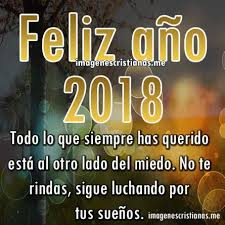 Feliz año
imagenescristianas.me
2018
Todo lo que siempre has querido
está al otro lado del miedo. No te
rindas, sigue luchando por
tus sueños. imagenescristianas.me